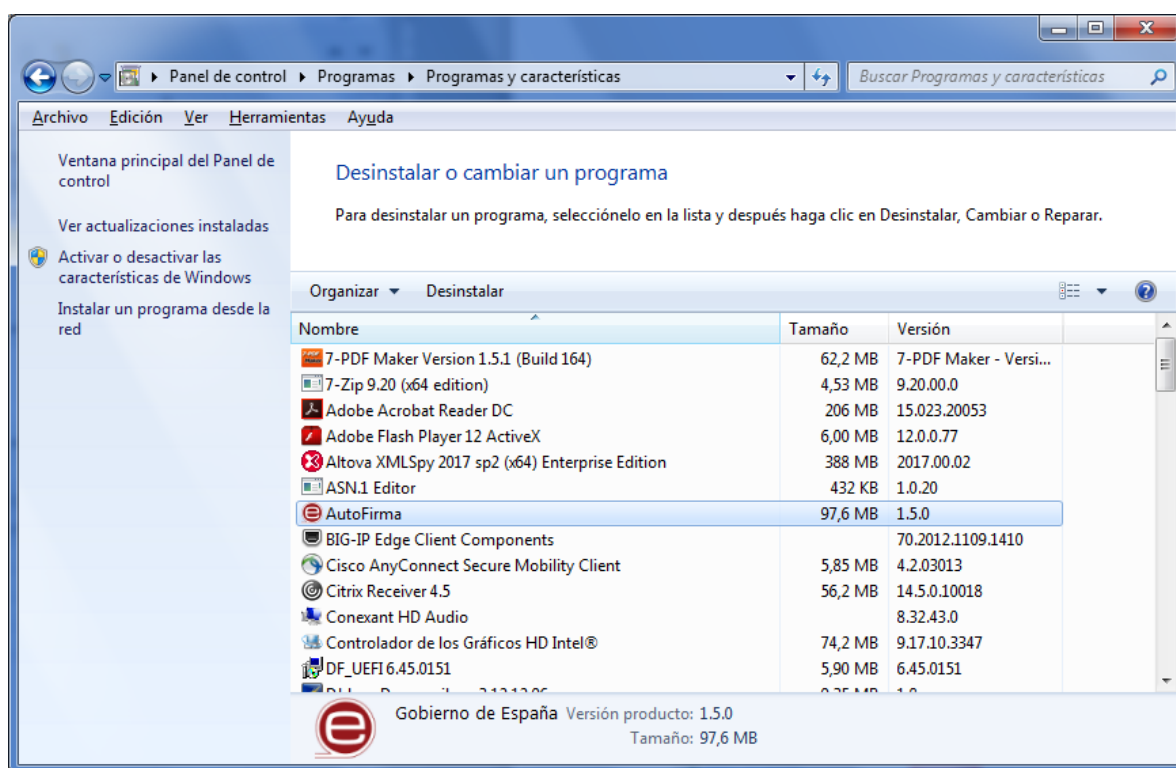 Panel de control ▸ Programas ▸ Programas y características
Buscar Programas y características
Archivo Edición Ver Herramientas Ayuda
Ventana principal del Panel de
control
Ver actualizaciones instaladas
Activar o desactivar las
características de Windows
Instalar un programa desde la
red
Desinstalar o cambiar un programa
Para desinstalar un programa, selecciónelo en la lista y después haga clic en Desinstalar, Cambiar o Reparar.
Organizar Desinstalar
Nombre Tamaño Versión
7-PDF Maker Version 1.5.1 (Build 164) 62,2 MB 7-PDF Maker - Versi...
7-Zip 9.20 (x64 edition) 4,53 MB 9.20.00.0
Adobe Acrobat Reader DC 206 MB 15.023.20053
Adobe Flash Player 12 ActiveX 6,00 MB 12.0.0.77
Altova XMLSpy 2017 sp2 (x64) Enterprise Edition 388 MB 2017.00.02
ASN.1 Editor 432 KB 1.0.20
AutoFirma 97,6 MB 1.5.0
BIG-IP Edge Client Components 70.2012.1109.1410
Cisco AnyConnect Secure Mobility Client 5,85 MB 4.2.03013
Citrix Receiver 4.5 56,2 MB 14.5.0.10018
Conexant HD Audio 8.32.43.0
Controlador de los Gráficos HD Intel® 74,2 MB 9.17.10.3347
DF_UEFI 6.45.0151 5,90 MB 6.45.0151
Gobierno de España Versión producto: 1.5.0
Tamaño: 97,6 MB